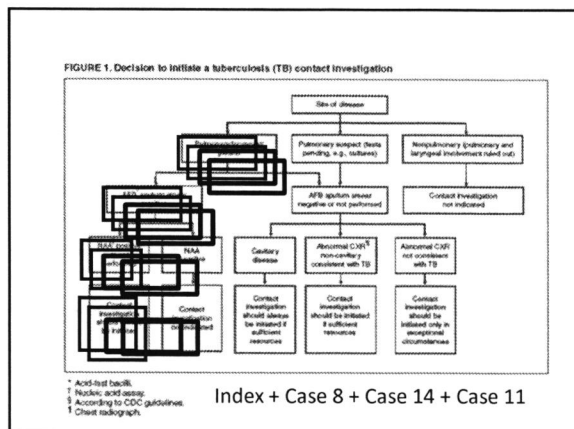 FIGURE 1. Decision to initiate a tuberculosis (TB) contact investigation
Site of disease
Pulmonary suspect (tests
pending, e.g., cultures)
Nonpulmonary (pulmonary and
laryngeal involvement ruled out)
AFB sputum smear
negative or not performed
Contact investigation
not indicated
NAA
Cavitary
disease
Abnormal CXR¶
non-cavitary
consistent with TB
Abnormal CXR
not consistent
with TB
Contact
investigation
Contact
Contact
investigation
should always
be initiated if
sufficient
resources
Contact
investigation
should be initiated
if sufficient
resources
Contact
investigation
should be
initiated only in
exceptional
circumstances
* Acid-fast bacilli.
† Nucleic acid assay.
§ According to CDC guidelines.
¶ Chest radiograph.
Index + Case 8 + Case 14 + Case 11